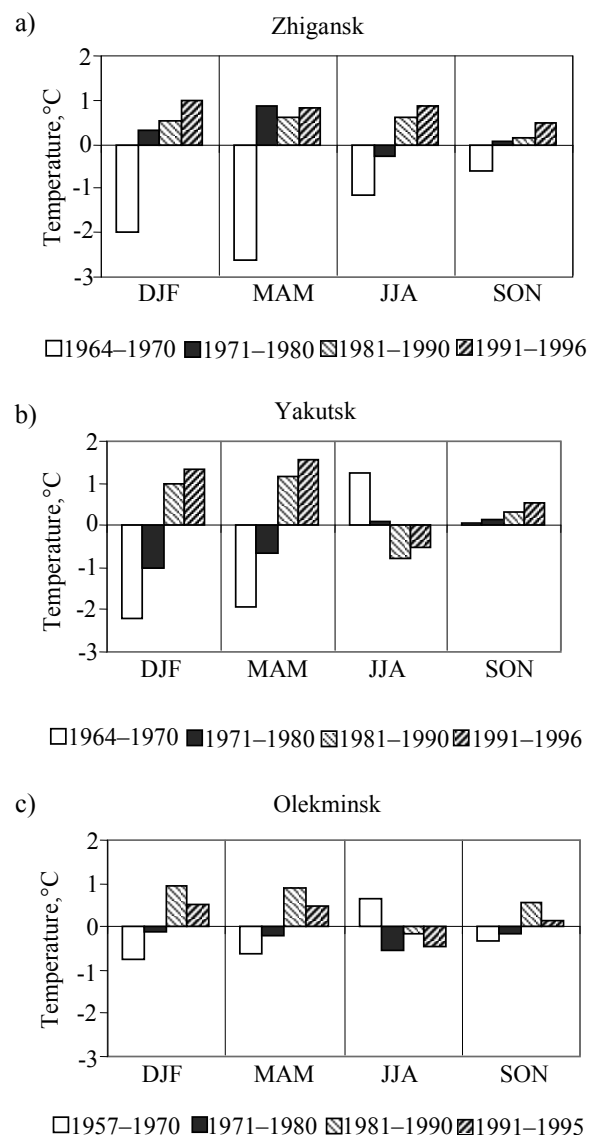 a)
Zhigansk
Temperature,°C
2
1
0
-1
-2
-3
DJF MAM JJA SON
1964–1970 1971–1980 1981–1990 1991–1996
b)
Yakutsk
Temperature,°C
2
1
0
-1
-2
-3
DJF MAM JJA SON
1964–1970 1971–1980 1981–1990 1991–1996
c)
Olekminsk
Temperature,°C
2
1
0
-1
-2
-3
DJF MAM JJA SON
1957–1970 1971–1980 1981–1990 1991–1995